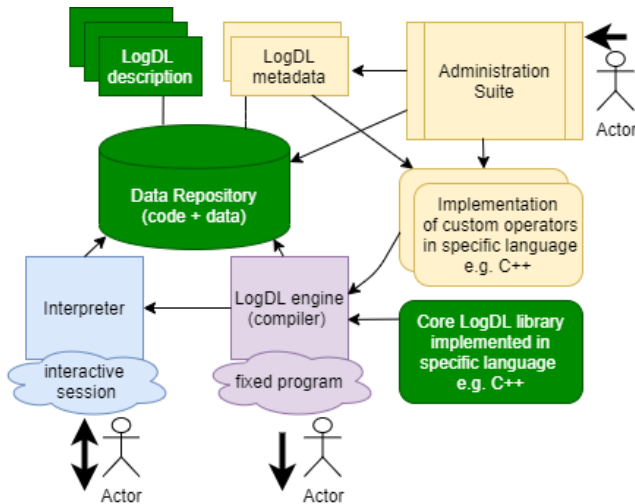 LogDL
description
LogDL
metadata
Administration
Suite
Actor
Data Repository
(code + data)
Implementation
of custom operators
in specific language
e.g. C++
Interpreter
LogDL engine
(compiler)
Core LogDL library
implemented in
specific language
e.g. C++
interactive
session
fixed program
Actor
Actor